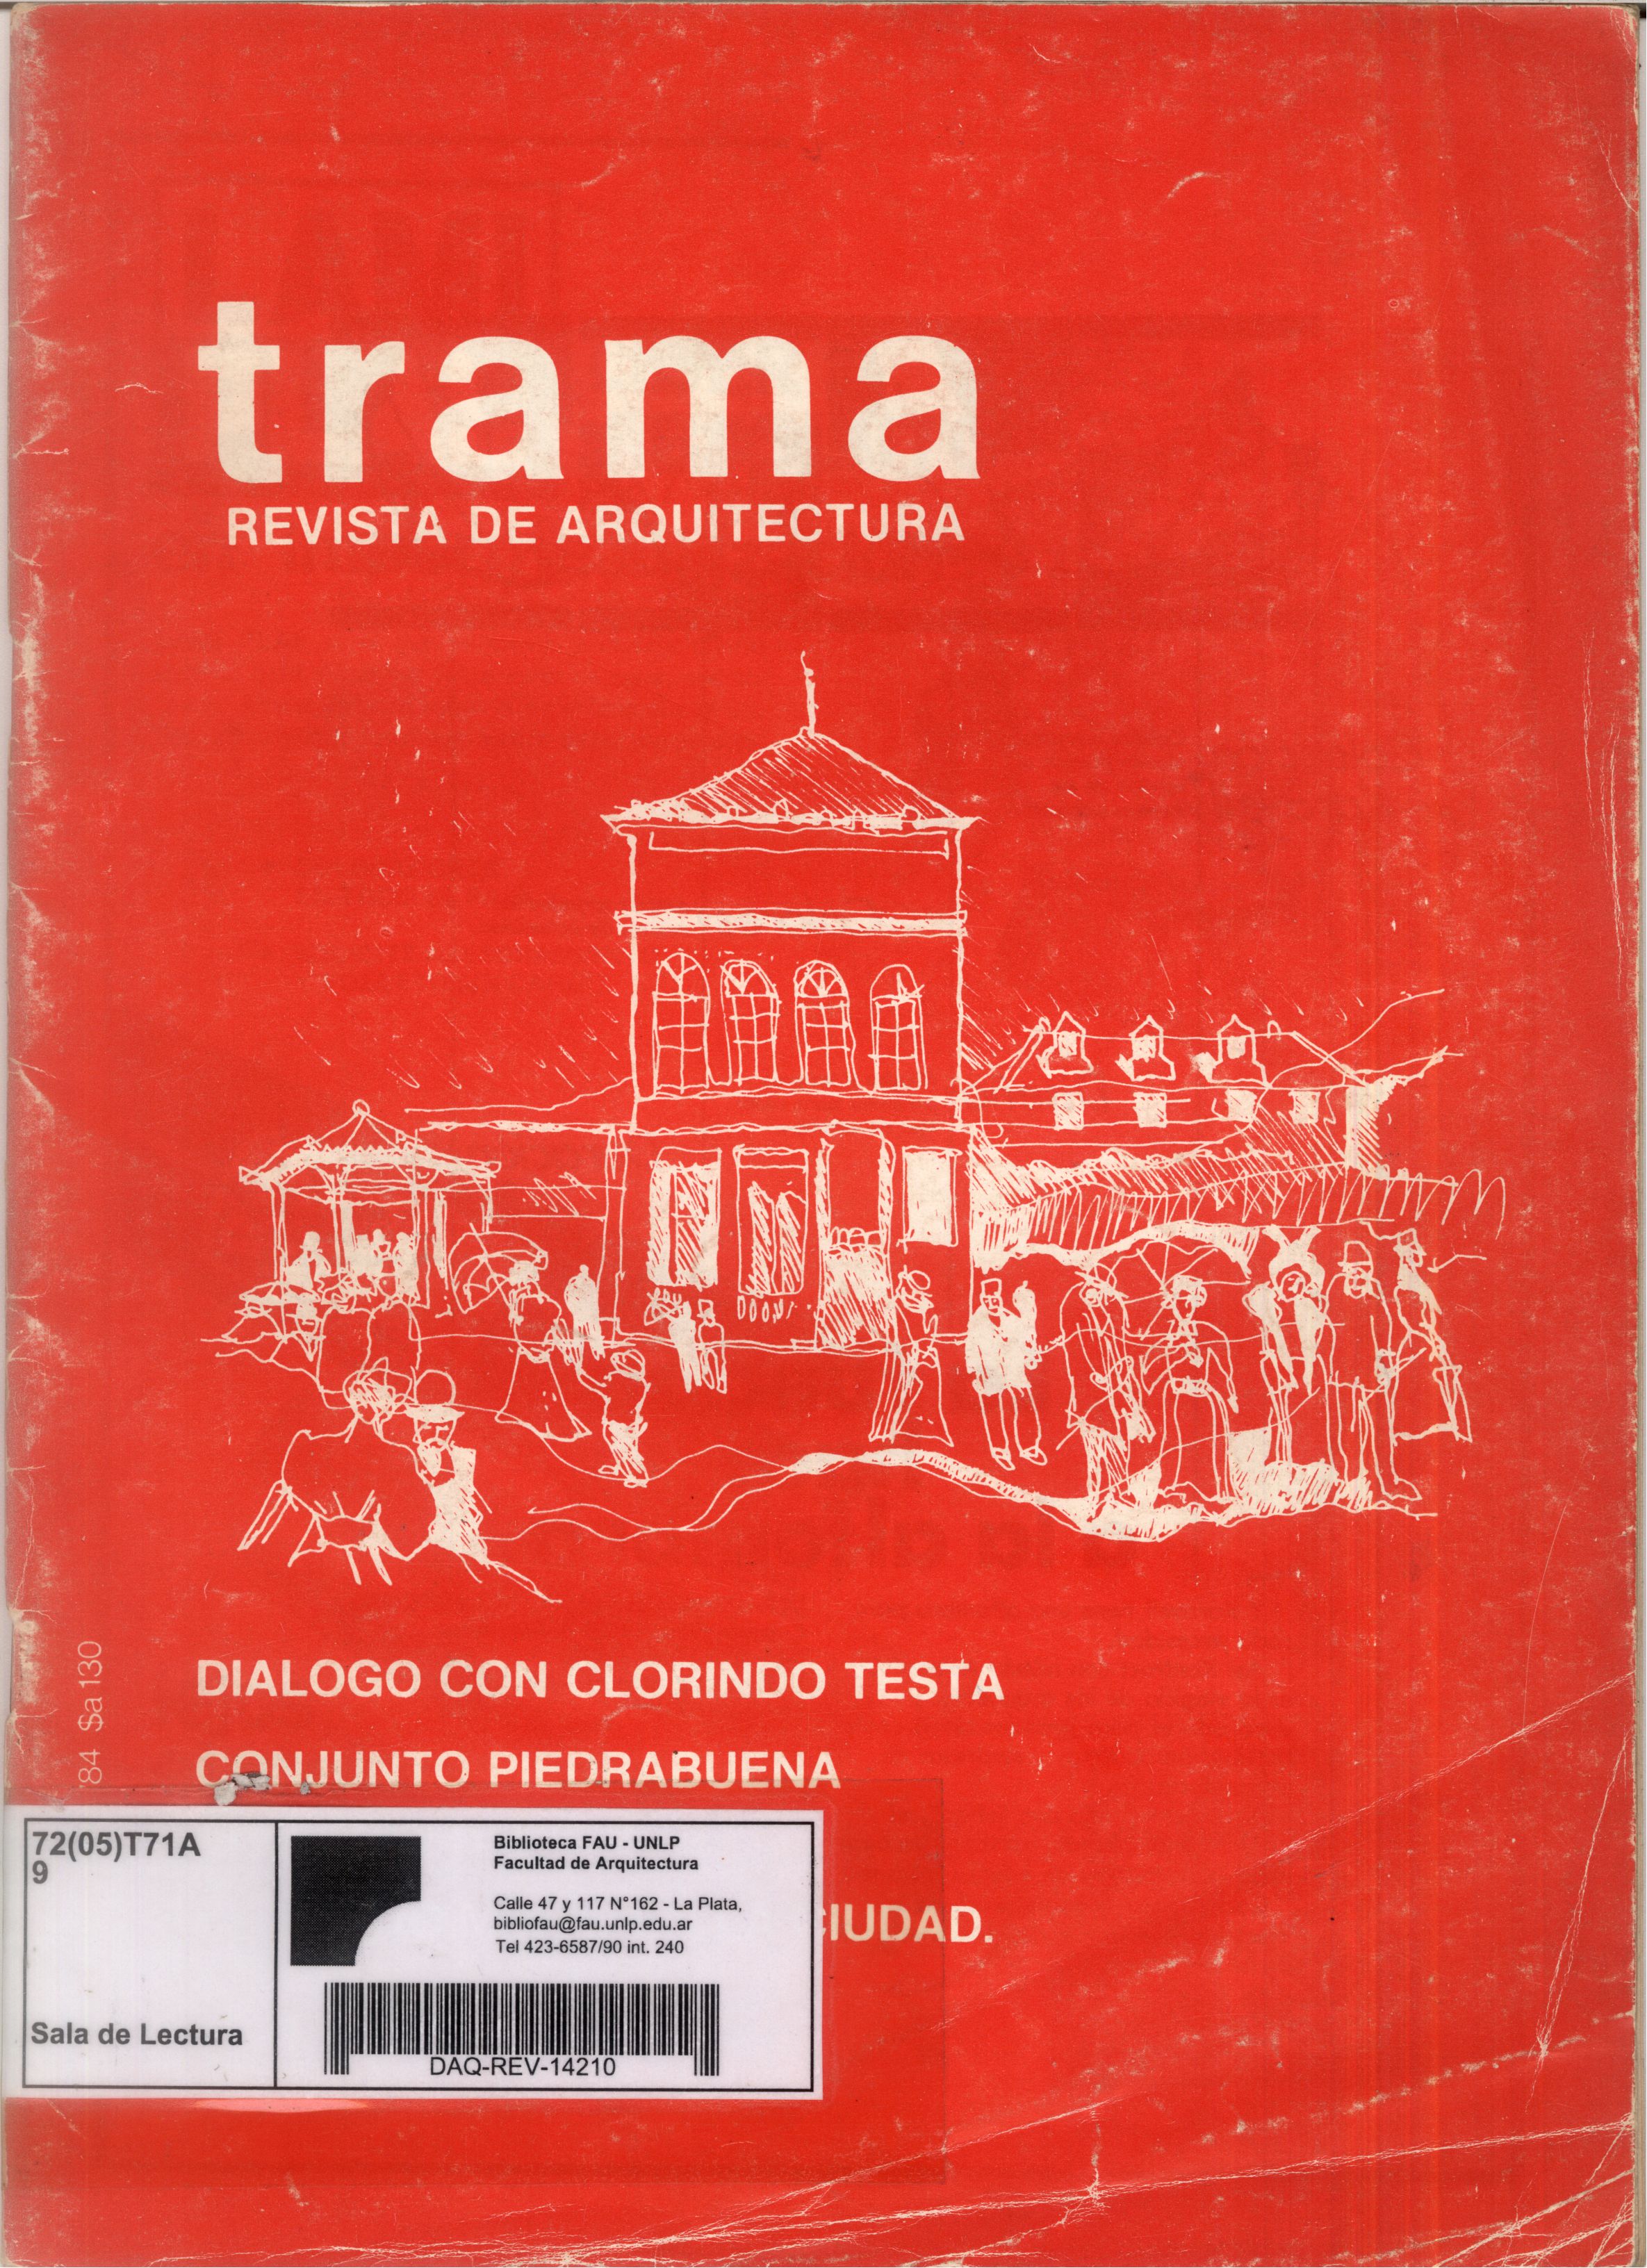 trama
REVISTA DE ARQUITECTURA
DIALOGO CON CLORINDO TESTA
CONJUNTO PIEDRABUENA
CIUDAD.
'84 $a 130
72(05)T71A
9
Sala de Lectura
Biblioteca FAU - UNLP
Facultad de Arquitectura
Calle 47 y 117 N°162 - La Plata,
bibliofau@fau.unlp.edu.ar
Tel 423-6587/90 int. 240
DAQ-REV-14210